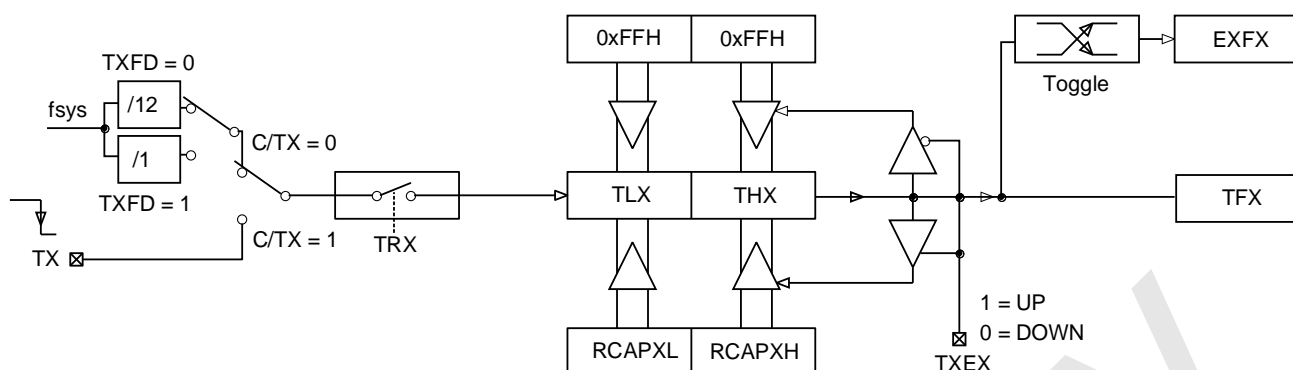 0xFFH 0xFFH EXFX
Toggle
TXFD = 0
fsys
/12
C/TX = 0
/1
TXFD = 1
TLX THX TFX
C/TX = 1
TRX
TX
1 = UP
0 = DOWN
RCAPXL RCAPXH
TXEX